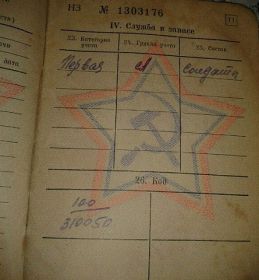 НЗ № 1303176
11
IV. Служба в запасе
23. Категория учета
24. Группа учета
25. Состав
Первая
солдаты
26. Код
100
310050